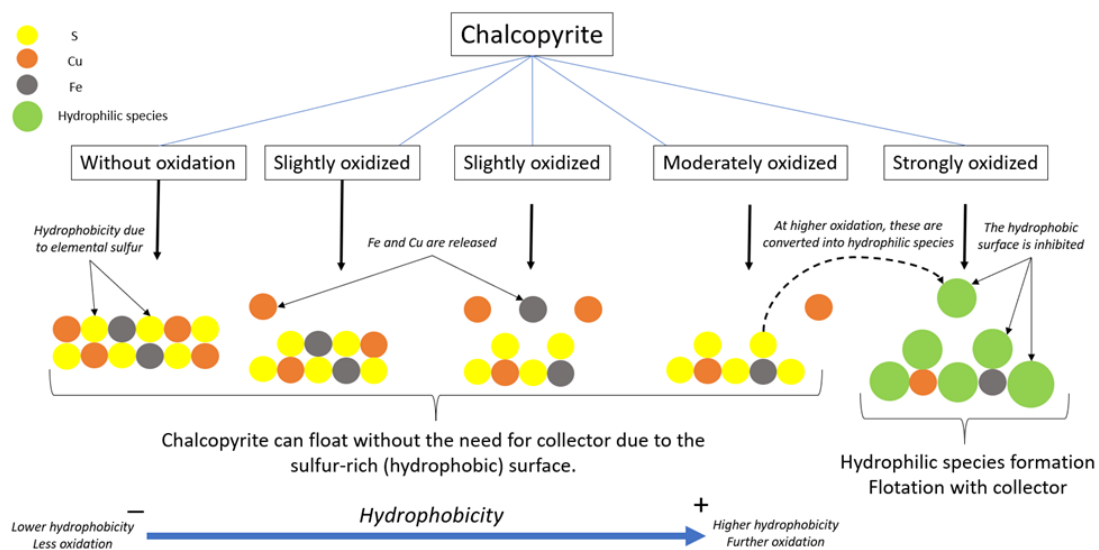 Chalcopyrite
S
Cu
Fe
Hydrophilic species
Without oxidation
Slightly oxidized
Slightly oxidized
Moderately oxidized
Strongly oxidized
Hydrophobicity due
to elemental sulfur
Fe and Cu are released
At higher oxidation, these are
converted into hydrophilic species
The hydrophobic
surface is inhibited
Chalcopyrite can float without the need for collector due to the
sulfur-rich (hydrophobic) surface.
Hydrophilic species formation
Flotation with collector
−
Hydrophobicity
+
Lower hydrophobicity
Less oxidation
Higher hydrophobicity
Further oxidation